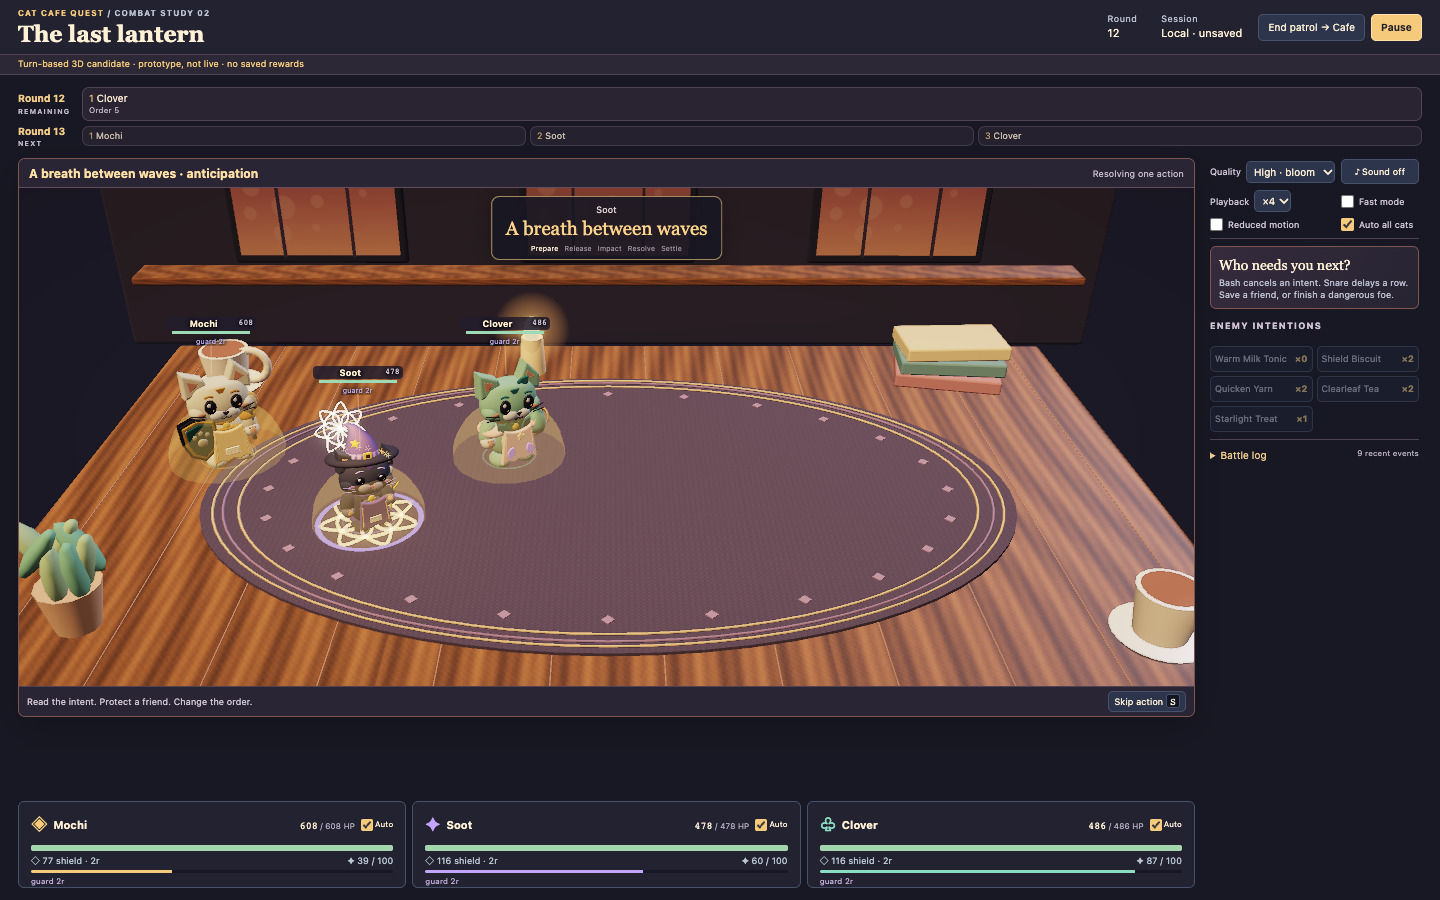 CAT CAFE QUEST / COMBAT STUDY 02
The last lantern
Round
12
Session
Local · unsaved
End patrol → Cafe
Pause
Turn-based 3D candidate · prototype, not live · no saved rewards
Round 12
REMAINING
1 Clover
Order 5
Round 13
NEXT
1 Mochi
2 Soot
3 Clover
A breath between waves · anticipation
Resolving one action
Soot
A breath between waves
Prepare Release Impact Resolve Settle
Mochi 608
guard 2r
Soot 478
guard 2r
Clover 486
guard 2r
Read the intent. Protect a friend. Change the order.
Skip action S
Quality High · bloom ♪ Sound off
Playback ×4 Fast mode
Reduced motion Auto all cats
Who needs you next?
Bash cancels an intent. Snare delays a row.
Save a friend, or finish a dangerous foe.
ENEMY INTENTIONS
Warm Milk Tonic ×0
Shield Biscuit ×2
Quicken Yarn ×2
Clearleaf Tea ×2
Starlight Treat ×1
Battle log
9 recent events
Mochi
608 / 608 HP
Auto
77 shield · 2r
39 / 100
guard 2r
Soot
478 / 478 HP
Auto
116 shield · 2r
60 / 100
guard 2r
Clover
486 / 486 HP
Auto
116 shield · 2r
87 / 100
guard 2r